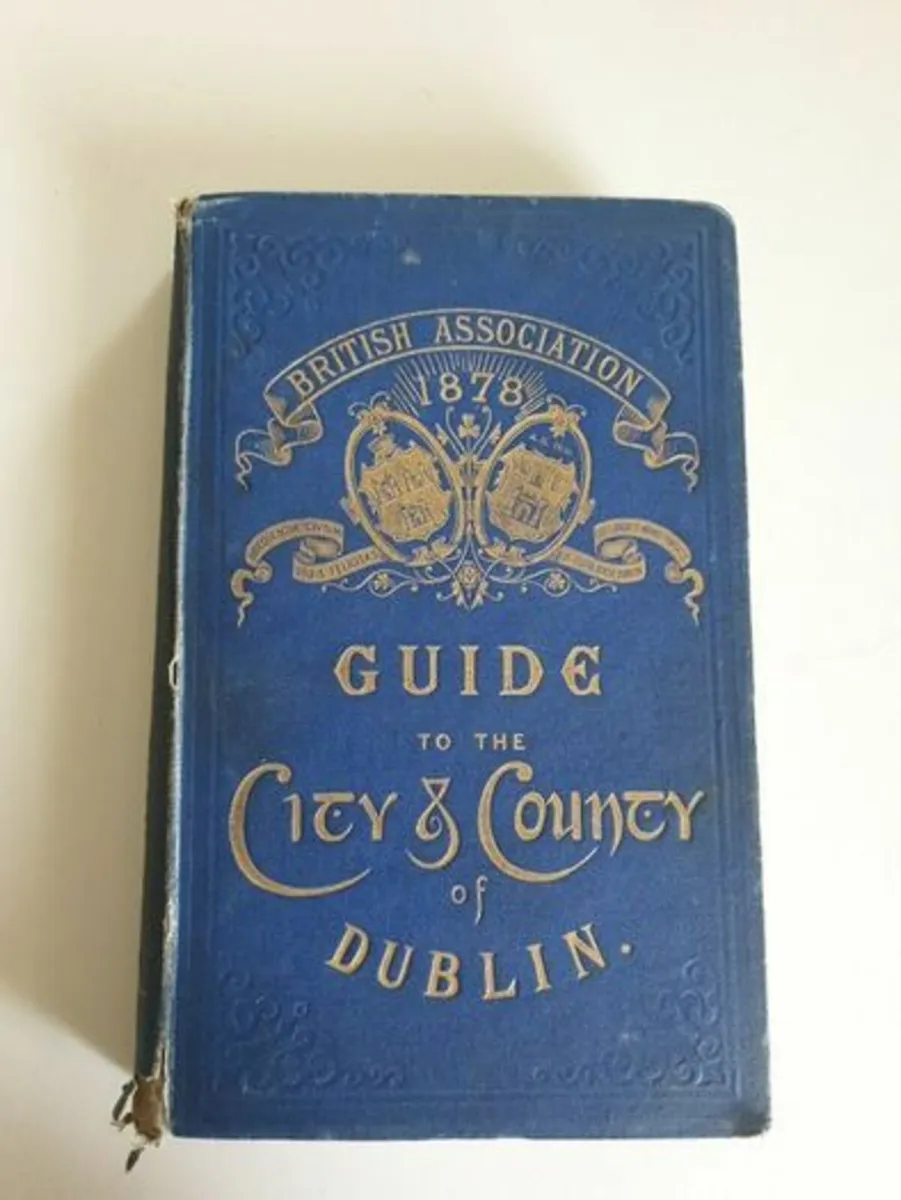 BRITISH ASSOCIATION
1878
GUIDE
TO THE
CITY & COUNTY
of
DUBLIN.